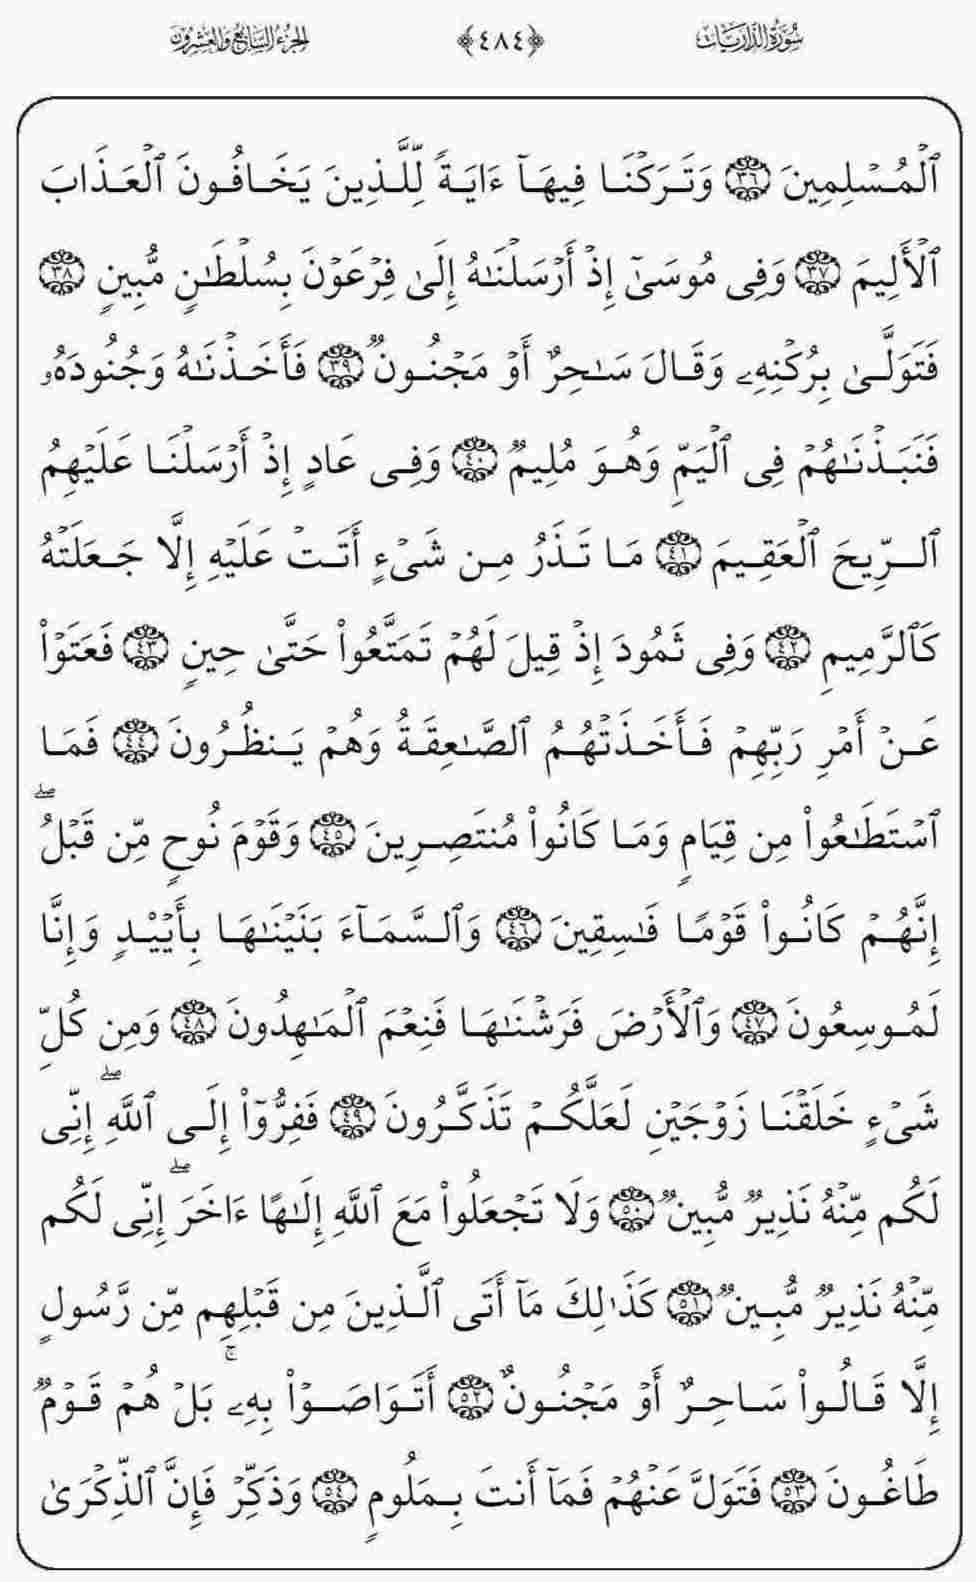 سُورَةُ الذَّارِيَات ﴿٤٨٤﴾ الجُزْءُ السَّابِعُ وَالعِشْرُونَ
ٱلْمُسْلِمِينَ ٣٦ وَتَرَكْنَا فِيهَآ ءَايَةً لِّلَّذِينَ يَخَافُونَ ٱلْعَذَابَ
ٱلْأَلِيمَ ٣٧ وَفِى مُوسَىٰٓ إِذْ أَرْسَلْنَٰهُ إِلَىٰ فِرْعَوْنَ بِسُلْطَٰنٍ مُّبِينٍ ٣٨
فَتَوَلَّىٰ بِرُكْنِهِۦ وَقَالَ سَٰحِرٌ أَوْ مَجْنُونٌ ٣٩ فَأَخَذْنَٰهُ وَجُنُودَهُۥ
فَنَبَذْنَٰهُمْ فِى ٱلْيَمِّ وَهُوَ مُلِيمٌ ٤٠ وَفِى عَادٍ إِذْ أَرْسَلْنَا عَلَيْهِمُ
ٱلرِّيحَ ٱلْعَقِيمَ ٤١ مَا تَذَرُ مِن شَىْءٍ أَتَتْ عَلَيْهِ إِلَّا جَعَلَتْهُ
كَٱلرَّمِيمِ ٤٢ وَفِى ثَمُودَ إِذْ قِيلَ لَهُمْ تَمَتَّعُوا۟ حَتَّىٰ حِينٍ ٤٣ فَعَتَوْا۟
عَنْ أَمْرِ رَبِّهِمْ فَأَخَذَتْهُمُ ٱلصَّٰعِقَةُ وَهُمْ يَنظُرُونَ ٤٤ فَمَا
ٱسْتَطَٰعُوا۟ مِن قِيَامٍ وَمَا كَانُوا۟ مُنتَصِرِينَ ٤٥ وَقَوْمَ نُوحٍ مِّن قَبْلُ ۖ
إِنَّهُمْ كَانُوا۟ قَوْمًا فَٰسِقِينَ ٤٦ وَٱلسَّمَآءَ بَنَيْنَٰهَا بِأَيْي۟دٍ وَإِنَّا
لَمُوسِعُونَ ٤٧ وَٱلْأَرْضَ فَرَشْنَٰهَا فَنِعْمَ ٱلْمَٰهِدُونَ ٤٨ وَمِن كُلِّ
شَىْءٍ خَلَقْنَا زَوْجَيْنِ لَعَلَّكُمْ تَذَكَّرُونَ ٤٩ فَفِرُّوٓا۟ إِلَى ٱللَّهِ ۖ إِنِّى
لَكُم مِّنْهُ نَذِيرٌ مُّبِينٌ ٥٠ وَلَا تَجْعَلُوا۟ مَعَ ٱللَّهِ إِلَٰهًا ءَاخَرَ ۖ إِنِّى لَكُم
مِّنْهُ نَذِيرٌ مُّبِينٌ ٥١ كَذَٰلِكَ مَآ أَتَى ٱلَّذِينَ مِن قَبْلِهِم مِّن رَّسُولٍ
إِلَّا قَالُوا۟ سَاحِرٌ أَوْ مَجْنُونٌ ٥٢ أَتَوَاصَوْا۟ بِهِۦ ۚ بَلْ هُمْ قَوْمٌ
طَاغُونَ ٥٣ فَتَوَلَّ عَنْهُمْ فَمَآ أَنتَ بِمَلُومٍ ٥٤ وَذَكِّرْ فَإِنَّ ٱلذِّكْرَىٰ